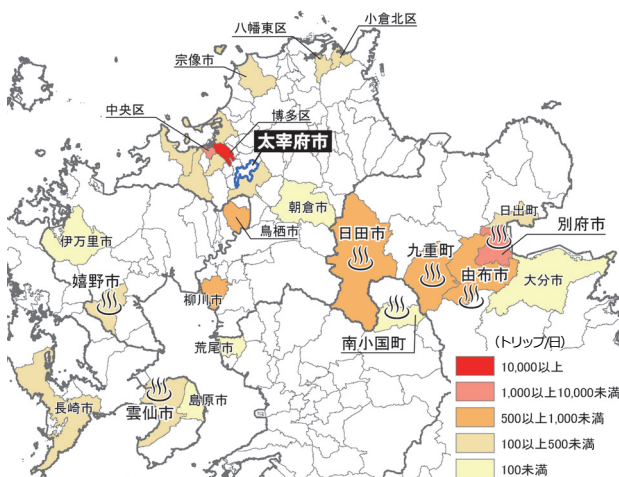 小倉北区
八幡東区
宗像市
中央区
博多区
太宰府市
朝倉市
鳥栖市
日出町
別府市
日田市
九重町
由布市
大分市
伊万里市
嬉野市
柳川市
荒尾市
南小国町
長崎市
雲仙市
島原市
(トリップ/日)
10,000以上
1,000以上10,000未満
500以上1,000未満
100以上500未満
100未満